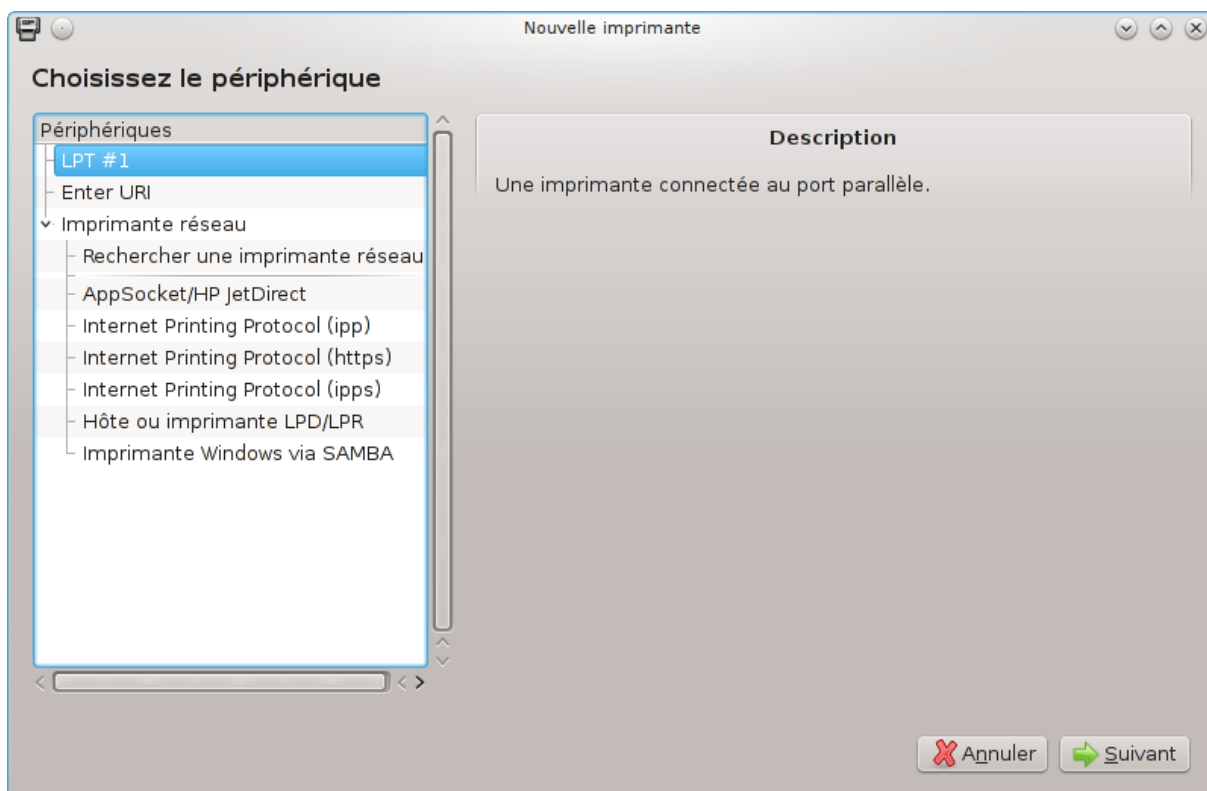 Nouvelle imprimante
Choisissez le périphérique
Périphériques
LPT #1
Enter URI
Imprimante réseau
Rechercher une imprimante réseau
AppSocket/HP JetDirect
Internet Printing Protocol (ipp)
Internet Printing Protocol (https)
Internet Printing Protocol (ipps)
Hôte ou imprimante LPD/LPR
Imprimante Windows via SAMBA
Description
Une imprimante connectée au port parallèle.
Annuler
Suivant